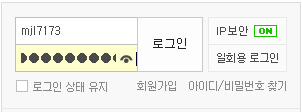 mjl7173
로그인
IP보안 ON
일회용 로그인
로그인 상태 유지
회원가입 아이디/비밀번호 찾기